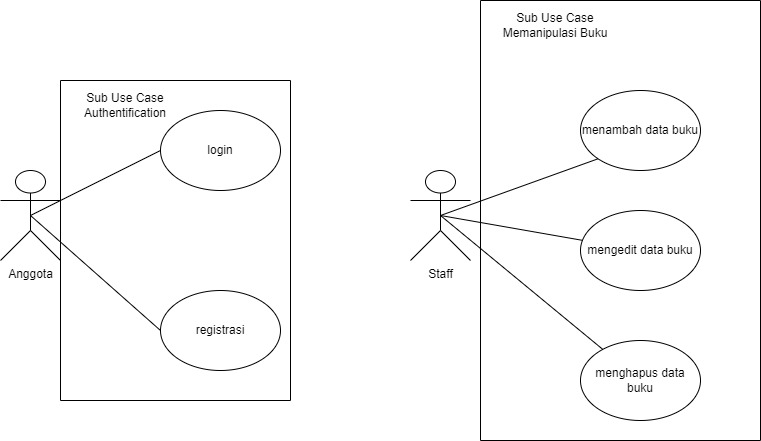 Sub Use Case
Authentification
login
Anggota
registrasi
Sub Use Case
Memanipulasi Buku
menambah data buku
Staff
mengedit data buku
menghapus data
buku